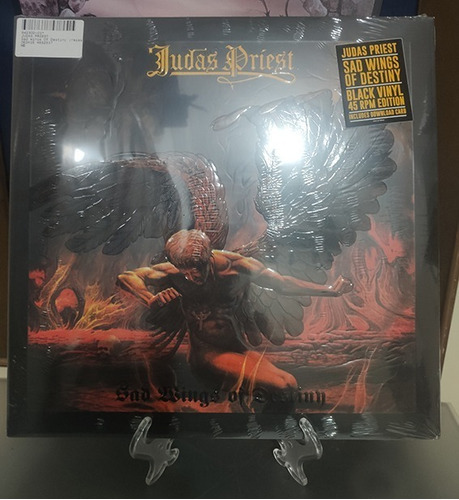 JUDAS PRIEST
Judas Priest
JUDAS PRIEST
SAD WINGS
OF DESTINY
BLACK VINYL
45 RPM EDITION
INCLUDES DOWNLOAD CARD
Sad Wings of Destiny